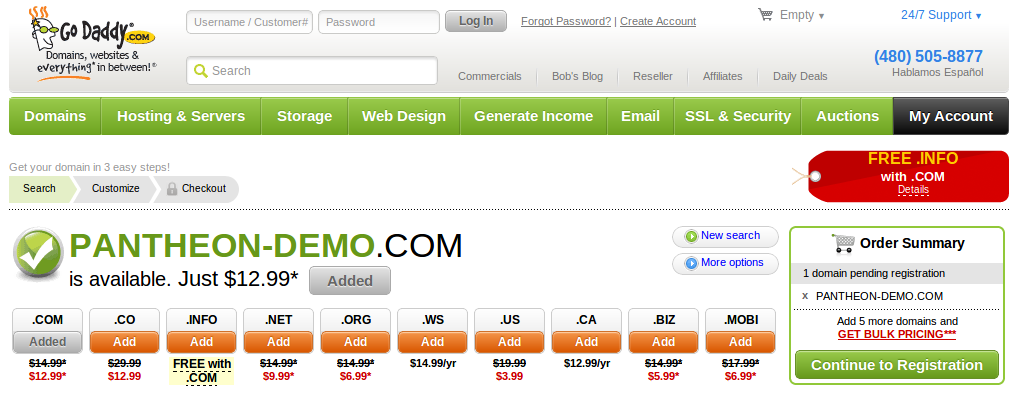 Go Daddy.COM
Domains, websites &
everything* in between!®
Username / Customer#
Password
Log In
Forgot Password? | Create Account
Empty ▼
24/7 Support ▼
Search
Commercials
Bob's Blog
Reseller
Affiliates
Daily Deals
(480) 505-8877
Hablamos Español
Domains
Hosting & Servers
Storage
Web Design
Generate Income
Email
SSL & Security
Auctions
My Account
Get your domain in 3 easy steps!
Search
Customize
Checkout
FREE .INFO
with .COM
Details
PANTHEON-DEMO.COM
is available. Just $12.99*
Added
New search
More options
.COM
Added
$14.99*
$12.99*
.CO
Add
$29.99
$12.99
.INFO
Add
FREE with
.COM
.NET
Add
$14.99*
$9.99*
.ORG
Add
$14.99*
$6.99*
.WS
Add
$14.99/yr
.US
Add
$19.99
$3.99
.CA
Add
$12.99/yr
.BIZ
Add
$14.99*
$5.99*
.MOBI
Add
$17.99*
$6.99*
Order Summary
1 domain pending registration
x PANTHEON-DEMO.COM
Add 5 more domains and
GET BULK PRICING***
Continue to Registration